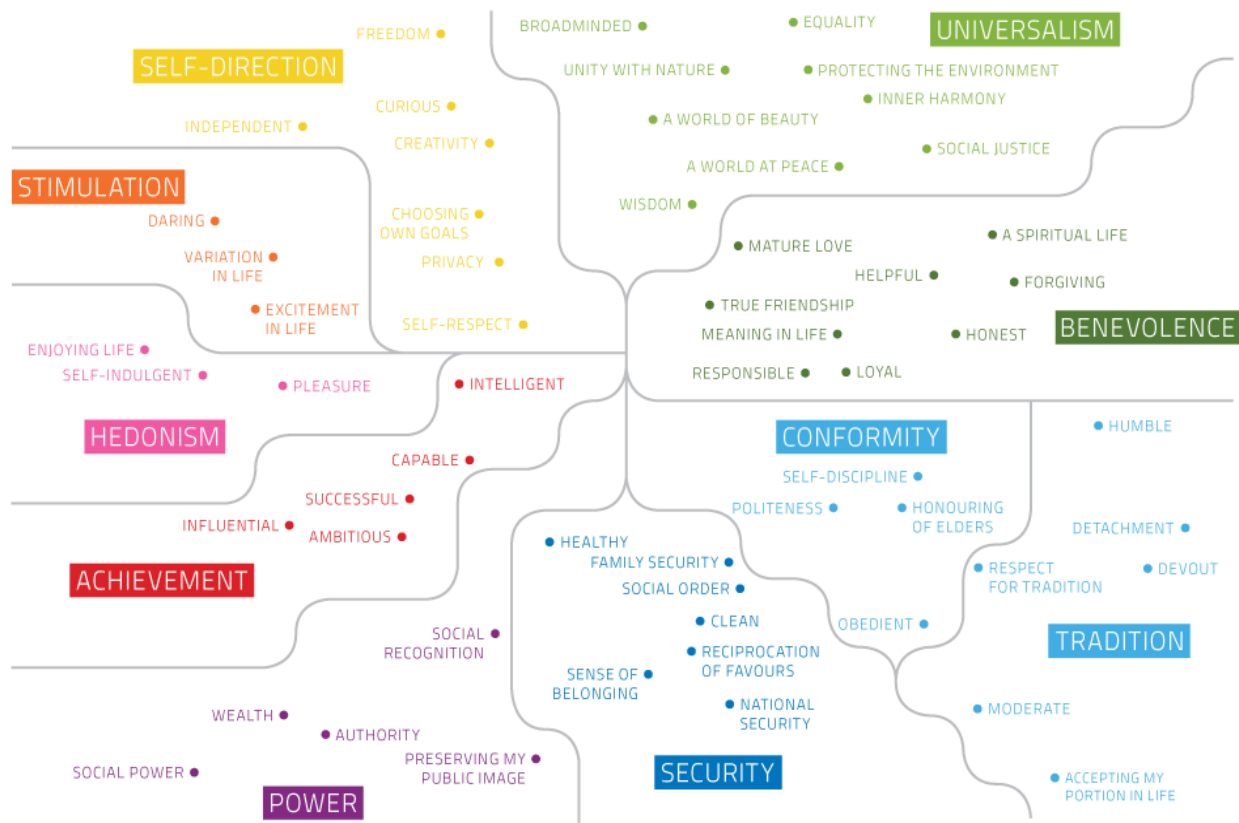 SELF-DIRECTION
FREEDOM
CURIOUS
INDEPENDENT
CREATIVITY
CHOOSING
OWN GOALS
PRIVACY
SELF-RESPECT
UNIVERSALISM
BROADMINDED
EQUALITY
UNITY WITH NATURE
PROTECTING THE ENVIRONMENT
INNER HARMONY
A WORLD OF BEAUTY
SOCIAL JUSTICE
A WORLD AT PEACE
WISDOM
STIMULATION
DARING
VARIATION
IN LIFE
EXCITEMENT
IN LIFE
MATURE LOVE
A SPIRITUAL LIFE
HELPFUL
FORGIVING
TRUE FRIENDSHIP
MEANING IN LIFE
HONEST
BENEVOLENCE
RESPONSIBLE
LOYAL
ENJOYING LIFE
SELF-INDULGENT
PLEASURE
HEDONISM
INTELLIGENT
CAPABLE
SUCCESSFUL
INFLUENTIAL
AMBITIOUS
ACHIEVEMENT
CONFORMITY
SELF-DISCIPLINE
POLITENESS
HONOURING
OF ELDERS
OBEDIENT
HUMBLE
DETACHMENT
RESPECT
FOR TRADITION
DEVOUT
TRADITION
MODERATE
ACCEPTING MY
PORTION IN LIFE
HEALTHY
FAMILY SECURITY
SOCIAL ORDER
CLEAN
RECIPROCATION
OF FAVOURS
SENSE OF
BELONGING
NATIONAL
SECURITY
SECURITY
SOCIAL
RECOGNITION
WEALTH
AUTHORITY
PRESERVING MY
PUBLIC IMAGE
SOCIAL POWER
POWER